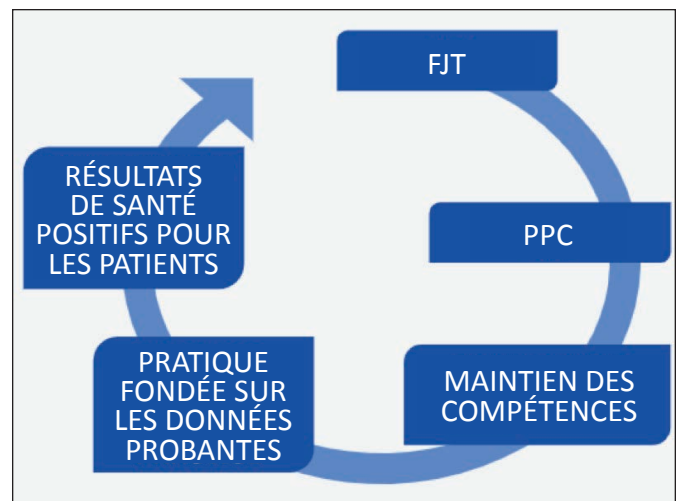 FJT
PPC
MAINTIEN DES
COMPÉTENCES
PRATIQUE
FONDÉE SUR
LES DONNÉES
PROBANTES
RÉSULTATS
DE SANTÉ
POSITIFS POUR
LES PATIENTS